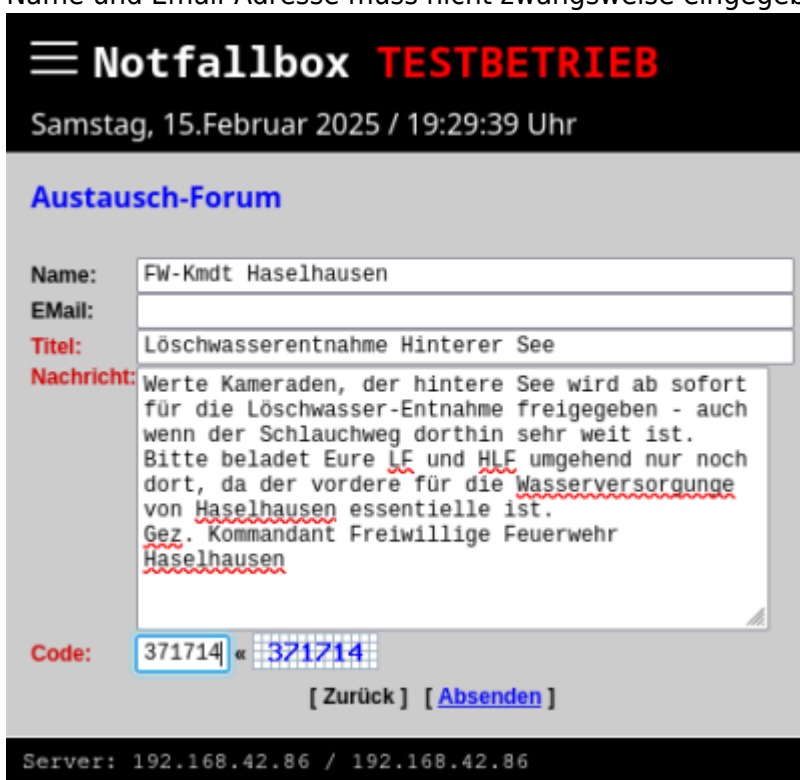 Name und Email-Adresse muss nicht zwangsweise eingegeb
Notfallbox TESTBETRIEB
Samstag, 15.Februar 2025 / 19:29:39 Uhr
Austausch-Forum
Name: FW-Kmdt Haselhausen
EMail:
Titel: Löschwasserentnahme Hinterer See
Nachricht: Werte Kameraden, der hintere See wird ab sofort
für die Löschwasser-Entnahme freigegeben - auch
wenn der Schlauchweg dorthin sehr weit ist.
Bitte beladet Eure LF und HLF umgehend nur noch
dort, da der vordere für die Wasserversorgunge
von Haselhausen essentielle ist.
Gez. Kommandant Freiwillige Feuerwehr
Haselhausen
Code: 371714 « 371714
[ Zurück ] [ Absenden ]
Server: 192.168.42.86 / 192.168.42.86